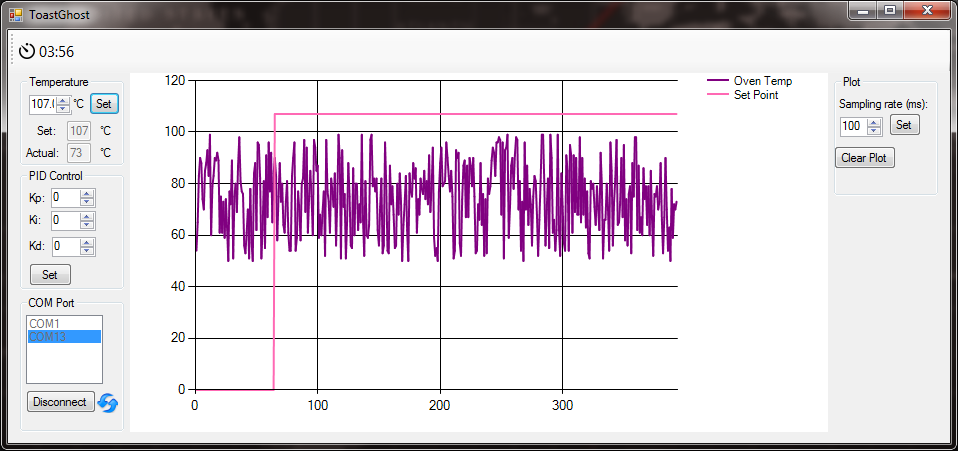 ToastGhost
03:56
Temperature
107.0 °C Set
Set: 107 °C
Actual: 73 °C
PID Control
Kp: 0
Ki: 0
Kd: 0
Set
COM Port
COM1
COM13
Disconnect
120
100
80
60
40
20
0
0 100 200 300
Oven Temp
Set Point
Plot
Sampling rate (ms):
100 Set
Clear Plot